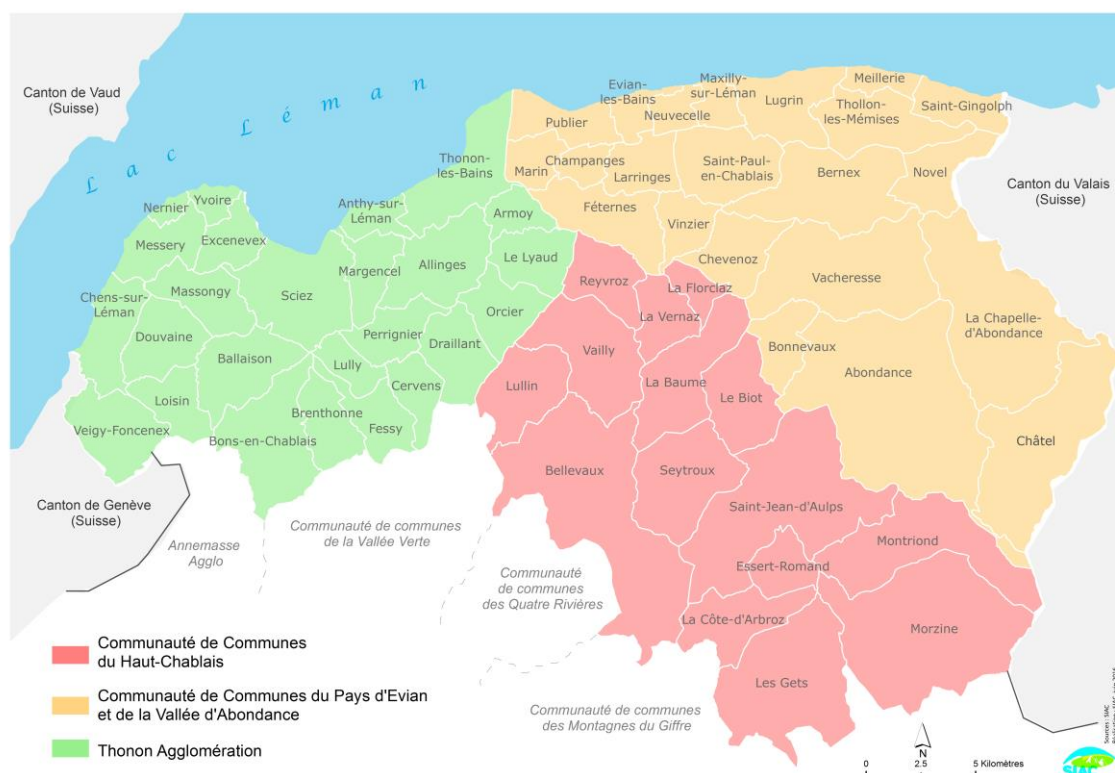 Canton de Vaud
(Suisse)
Lac Léman
Meillerie
Maxilly-
sur-Léman
Evian-
les-Bains
Lugrin
Saint-Gingolph
Thollon-
les-Mémises
Neuvecelle
Publier
Thonon-
les-Bains
Marin
Champanges
Larringes
Saint-Paul-
en-Chablais
Bernex
Novel
Canton du Valais
(Suisse)
Nernier
Yvoire
Anthy-sur-
Léman
Armoy
Féternes
Vinzier
Messery
Excenevex
Margencel
Allinges
Le Lyaud
Chevenoz
Vacheresse
Chens-sur-
Léman
Massongy
Sciez
Reyvroz
La Florciaz
La Vernaz
Orcier
La Chapelle-
d'Abondance
Douvaine
Perrignier
Draillant
Vailly
Bonnevaux
Ballaison
Lully
Cervens
Lullin
La Baume
Abondance
Le Biot
Loisin
Brenthonne
Fessy
Veigy-Foncenex
Bons-en-Chablais
Châtel
Bellevaux
Seytroux
Saint-Jean-d'Aulps
Canton de Genève
(Suisse)
Communauté de communes
de la Vallée Verte
Annemasse
Agglo
Montriond
Essert-Romand
Communauté
de communes
des Quatre Rivières
La Côte-d'Arbroz
Morzine
Les Gets
Communauté de communes
des Montagnes du Giffre
Communauté de Communes
du Haut-Chablais
Communauté de Communes du Pays d'Evian
et de la Vallée d'Abondance
Thonon Agglomération
N
0 2.5 5 Kilomètres
Sources : SIAC
SIAC